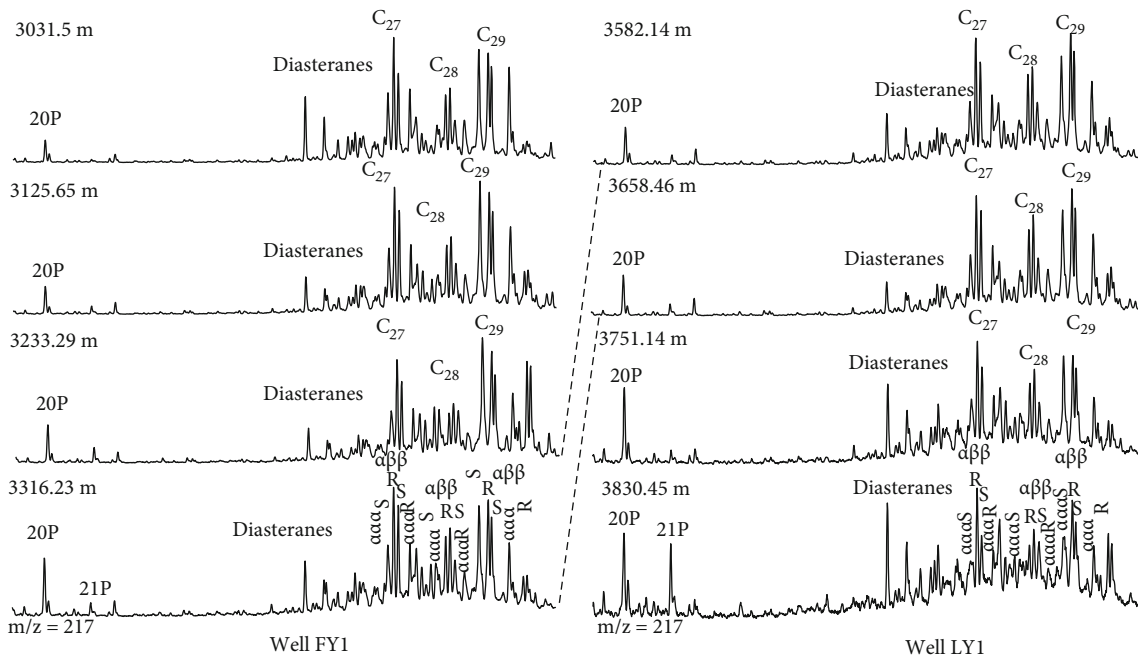 3031.5 m
C27
C29
C28
Diasteranes
20P
3125.65 m
C27
C29
C28
Diasteranes
20P
3233.29 m
C27
C29
C28
Diasteranes
20P
3316.23 m
αββ
R
S
αααS
αααR
αββ
RS
αααS
αααR
αββ
S
R
S
ααα
R
Diasteranes
20P
21P
m/z = 217
Well FY1
3582.14 m
C27
C29
C28
Diasteranes
20P
3658.46 m
C27
C29
C28
Diasteranes
20P
3751.14 m
C27
C29
C28
Diasteranes
20P
3830.45 m
αββ
R
S
αααS
αααR
αββ
RS
αααS
αααR
αββ
αααS
R
S
ααα
R
Diasteranes
20P
21P
m/z = 217
Well LY1